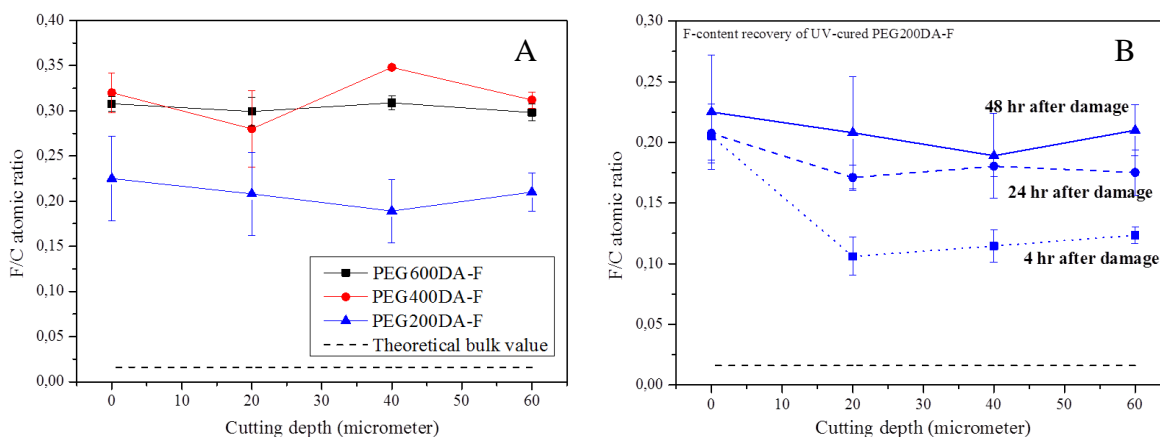 A
0,40
0,35
0,30
0,25
0,20
0,15
0,10
0,05
0,00
F/C atomic ratio
PEG600DA-F
PEG400DA-F
PEG200DA-F
Theoretical bulk value
0 10 20 30 40 50 60
Cutting depth (micrometer)
B
F-content recovery of UV-cured PEG200DA-F
0,30
0,25
0,20
0,15
0,10
0,05
0,00
F/C atomic ratio
48 hr after damage
24 hr after damage
4 hr after damage
0 10 20 30 40 50 60
Cutting depth (micrometer)